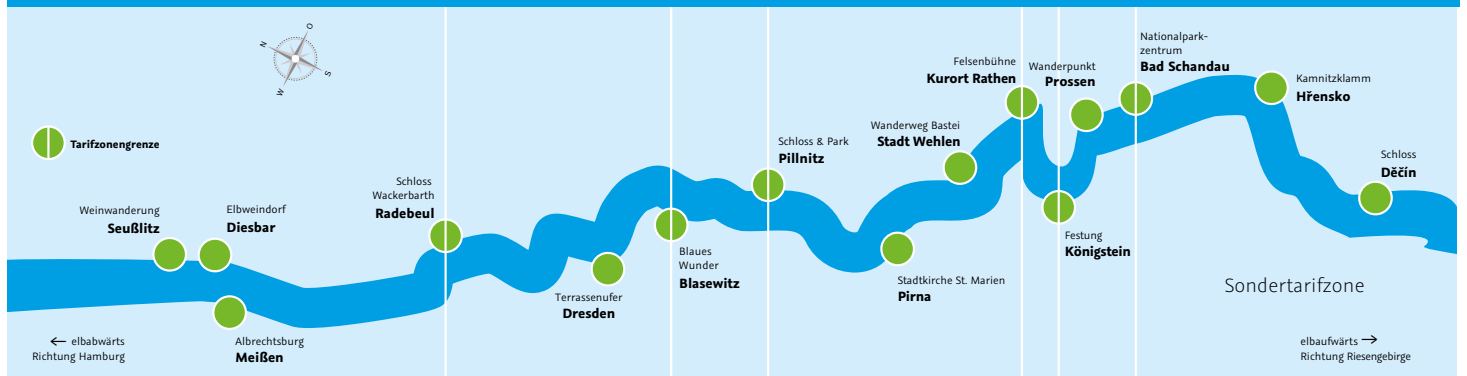 N
O
S
W
Tarifzonengrenze
Weinwanderung
Seußlitz
Elbweindorf
Diesbar
Albrechtsburg
Meißen
Schloss
Wackerbarth
Radebeul
Terrassenufer
Dresden
Blaues
Wunder
Blasewitz
Schloss & Park
Pillnitz
Stadtkirche St. Marien
Pirna
Wanderweg Bastei
Stadt Wehlen
Felsenbühne
Kurort Rathen
Festung
Königstein
Wanderpunkt
Prossen
Nationalpark-
zentrum
Bad Schandau
Kamnitzklamm
Hřensko
Schloss
Děčín
Sondertarifzone
← elbabwärts
Richtung Hamburg
elbaufwärts →
Richtung Riesengebirge